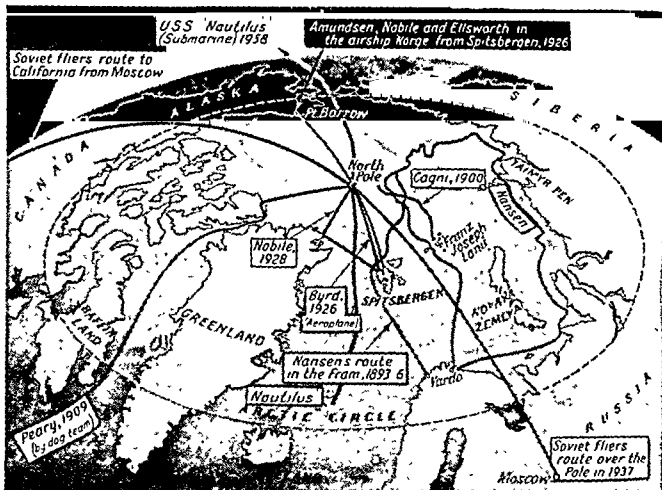 USS "Nautilus"
(Submarine) 1958
Amundsen, Nobile and Ellsworth in
the airship Norge from Spitsbergen, 1926
Soviet fliers route to
California from Moscow
ALASKA
SIBERIA
Pt. Barrow
CANADA
North
Pole
Cagni, 1900
TAIMYR PEN
Nansen
Franz
Joseph
Land
Nobile,
1928
Byrd,
1926
(Aeroplane)
SPITSBERGEN
NOVAYA
ZEMLYA
BAFFIN
LAND
GREENLAND
Nansen's route
in the Fram, 1893 6
Vardo
Nautilus
ARCTIC CIRCLE
RUSSIA
Peary, 1909
(by dog team)
Soviet fliers
route over the
Pole in 1937
Moscow